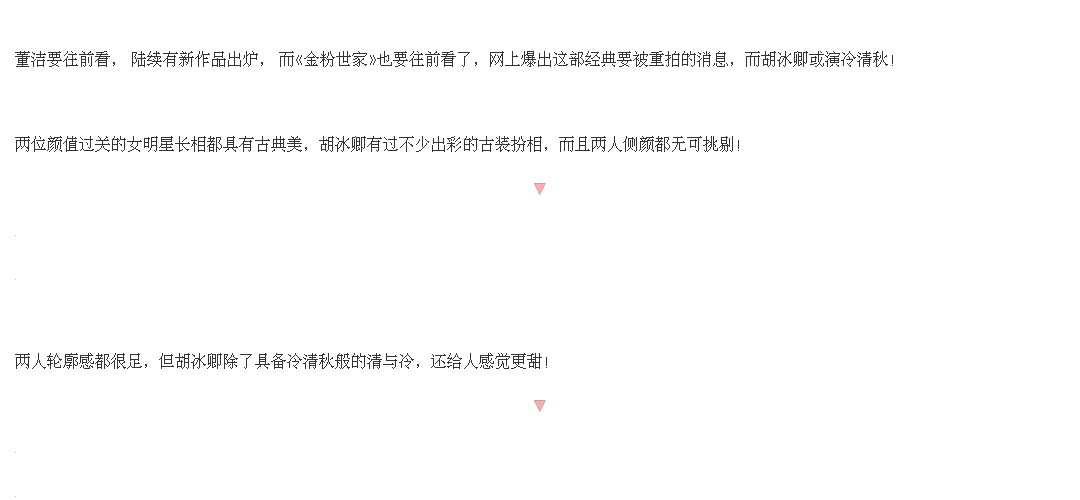 董洁要往前看， 陆续有新作品出炉， 而《金粉世家》也要往前看了，网上爆出这部经典要被重拍的消息，而胡冰卿或演冷清秋!
两位颜值过关的女明星长相都具有古典美，胡冰卿有过不少出彩的古装扮相，而且两人侧颜都无可挑剔!
两人轮廓感都很足，但胡冰卿除了具备冷清秋般的清与冷，还给人感觉更甜!